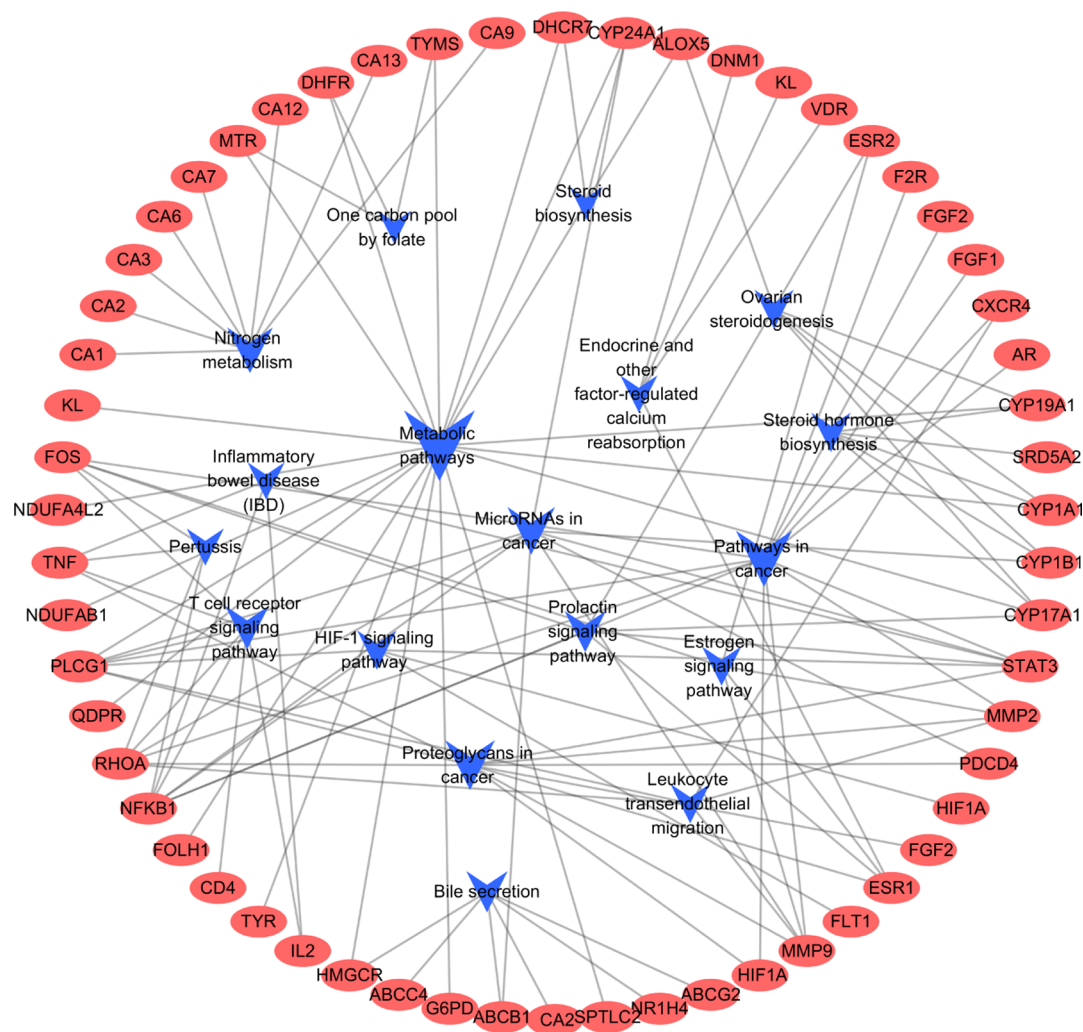 CA9
DHCR7
CYP24A1
ALOX5
TYMS
DNM1
CA13
DHFR
KL
CA12
VDR
MTR
ESR2
CA7
F2R
CA6
FGF2
CA3
FGF1
CA2
CXCR4
CA1
AR
KL
CYP19A1
FOS
SRD5A2
NDUFA4L2
CYP1A1
TNF
CYP1B1
NDUFAB1
CYP17A1
PLCG1
STAT3
QDPR
MMP2
RHOA
PDCD4
NFKB1
HIF1A
FOLH1
FGF2
CD4
ESR1
TYR
FLT1
IL2
MMP9
HMGCR
HIF1A
ABCC4
ABCG2
G6PD
NR1H4
ABCB1
CA2
SPTLC2
Steroid
biosynthesis
One carbon pool
by folate
Ovarian
steroidogenesis
Nitrogen
metabolism
Endocrine and
other
factor-regulated
calcium
reabsorption
Steroid hormone
biosynthesis
Metabolic
pathways
Inflammatory
bowel disease
(IBD)
MicroRNAs in
cancer
Pathways in
cancer
Pertussis
T cell receptor
signaling
pathway
HIF-1 signaling
pathway
Prolactin
signaling
pathway
Estrogen
signaling
pathway
Proteoglycans in
cancer
Leukocyte
transendothelial
migration
Bile secretion